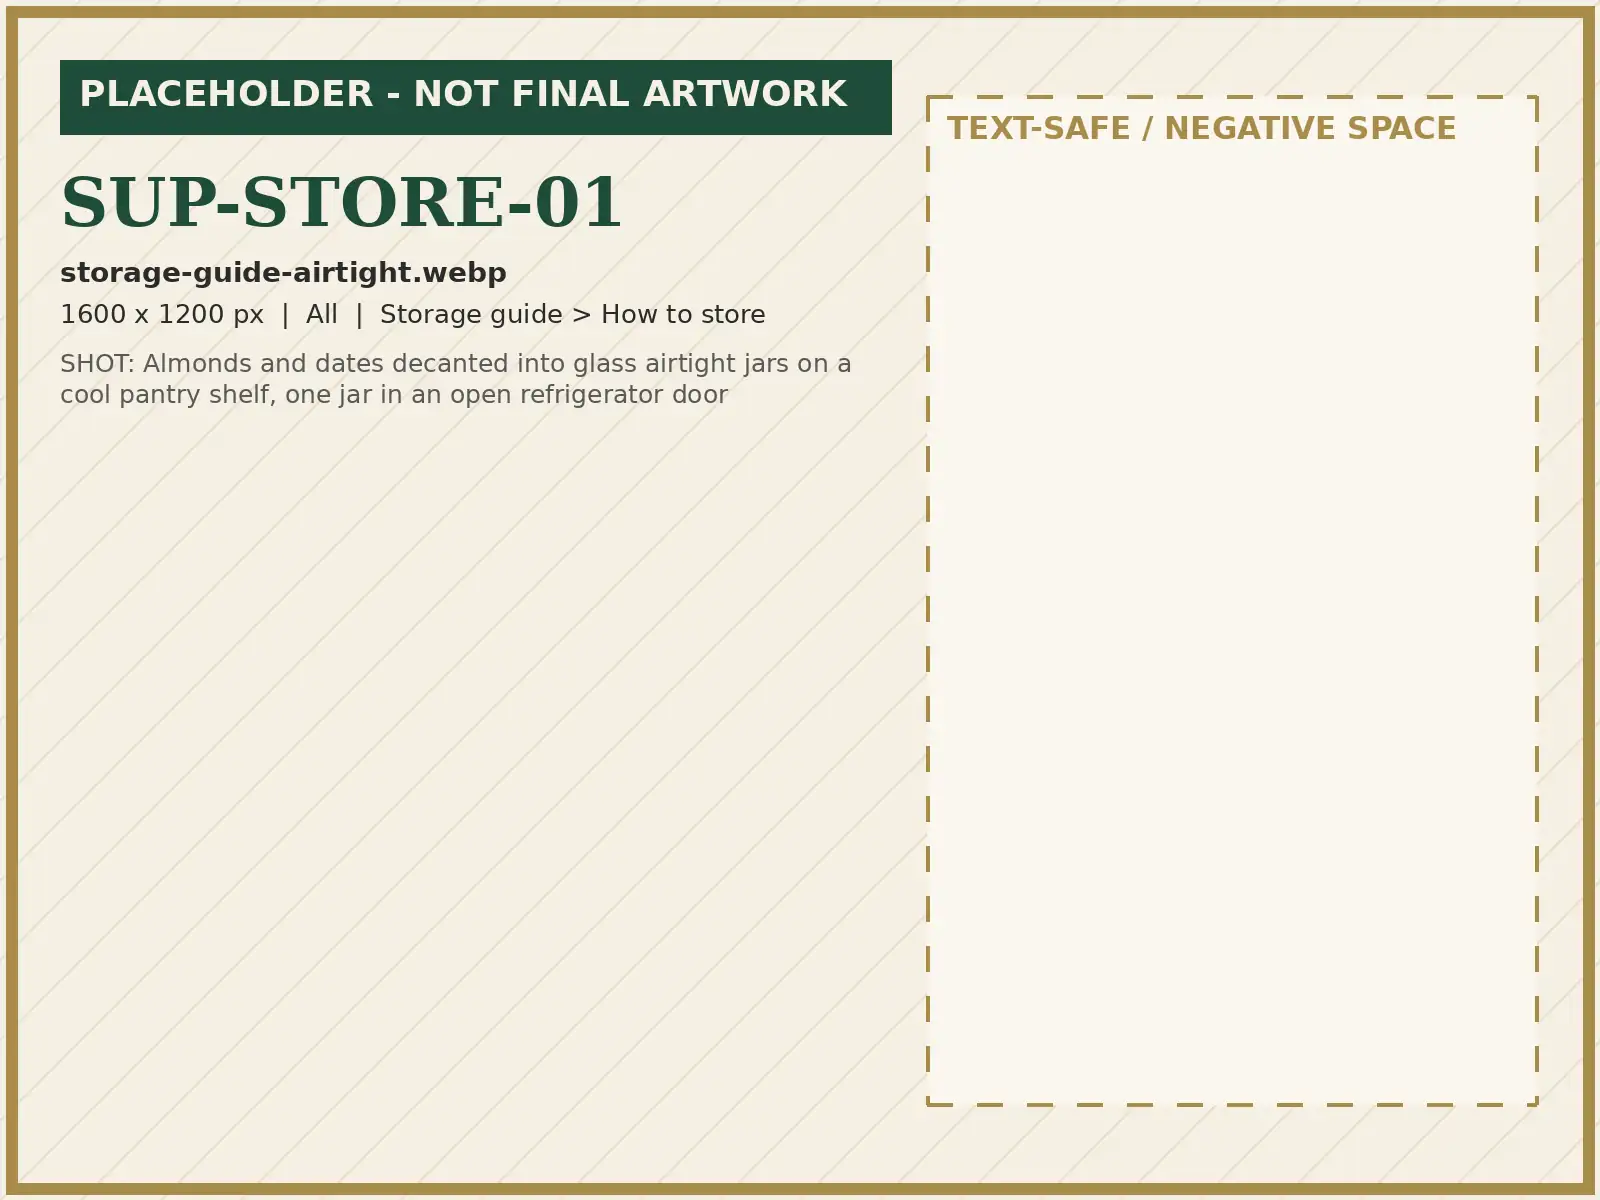 PLACEHOLDER - NOT FINAL ARTWORK
SUP-STORE-01
storage-guide-airtight.webp
1600 x 1200 px | All | Storage guide > How to store
SHOT: Almonds and dates decanted into glass airtight jars on a
cool pantry shelf, one jar in an open refrigerator door
TEXT-SAFE / NEGATIVE SPACE